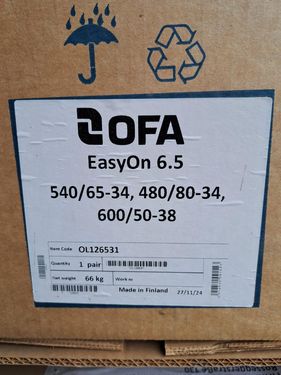 OFA
EasyOn 6.5
540/65-34, 480/80-34,
600/50-38
Item Code OL126531
Quantity 1 pair
Net weight 66 kg Work nr
Made in Finland 27/11/24